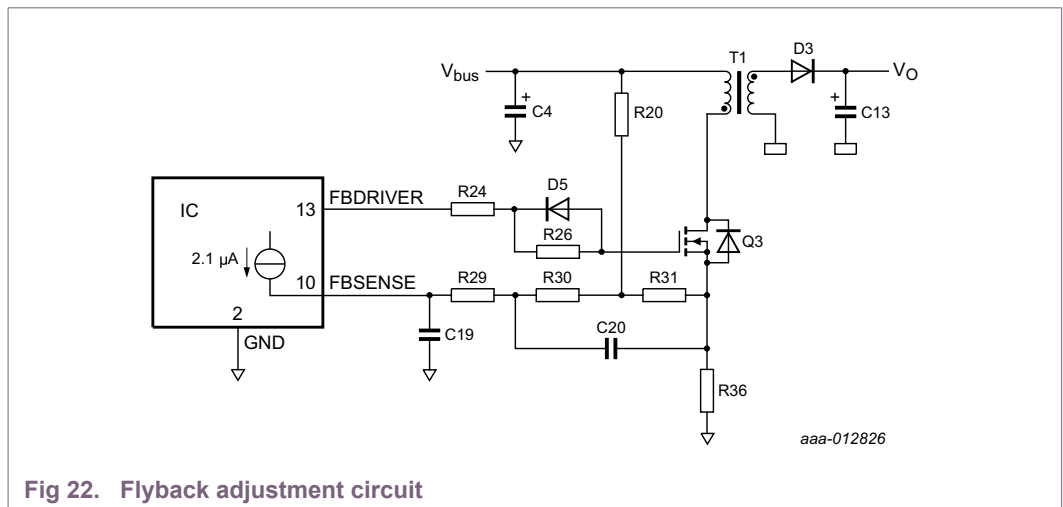 T1
D3
Vbus
VO
+
C4
R20
+
C13
IC
13
FBDRIVER
R24
D5
R26
Q3
2.1 μA
10
FBSENSE
R29
R30
R31
2
GND
C19
C20
R36
aaa-012826
Fig 22. Flyback adjustment circuit